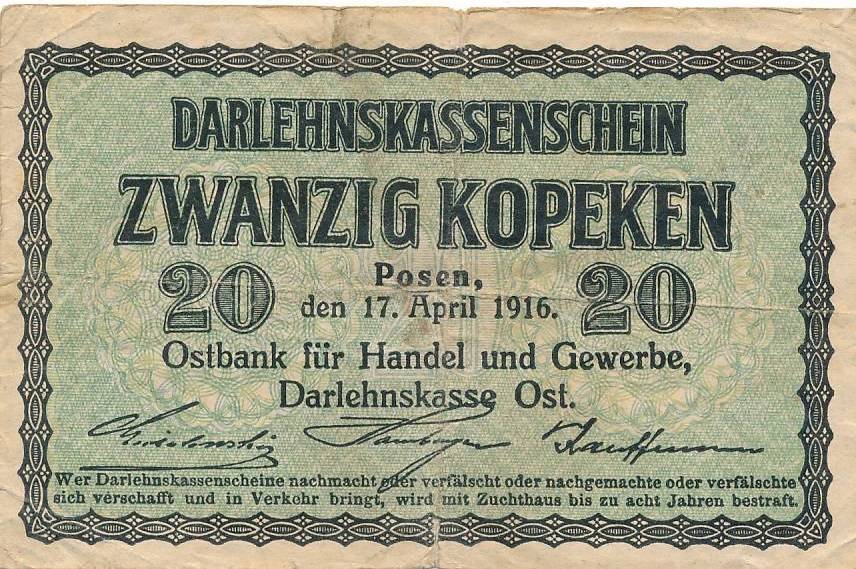 DARLEHNSKASSENSCHEIN
ZWANZIG KOPEKEN
20 Posen, 20
den 17. April 1916.
Ostbank für Handel und Gewerbe,
Darlehnskasse Ost.
Kauffmann
Wer Darlehnskassenscheine nachmacht oder verfälscht oder nachgemachte oder verfälschte
sich verschafft und in Verkehr bringt, wird mit Zuchthaus bis zu acht Jahren bestraft.